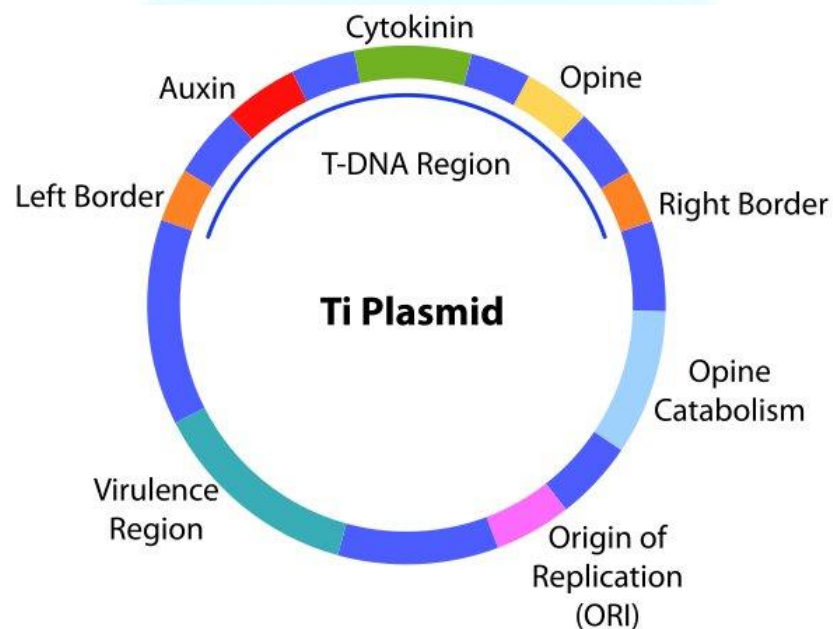 Cytokinin
Auxin
Opine
T-DNA Region
Left Border
Right Border
Ti Plasmid
Opine
Catabolism
Virulence
Region
Origin of
Replication
(ORI)